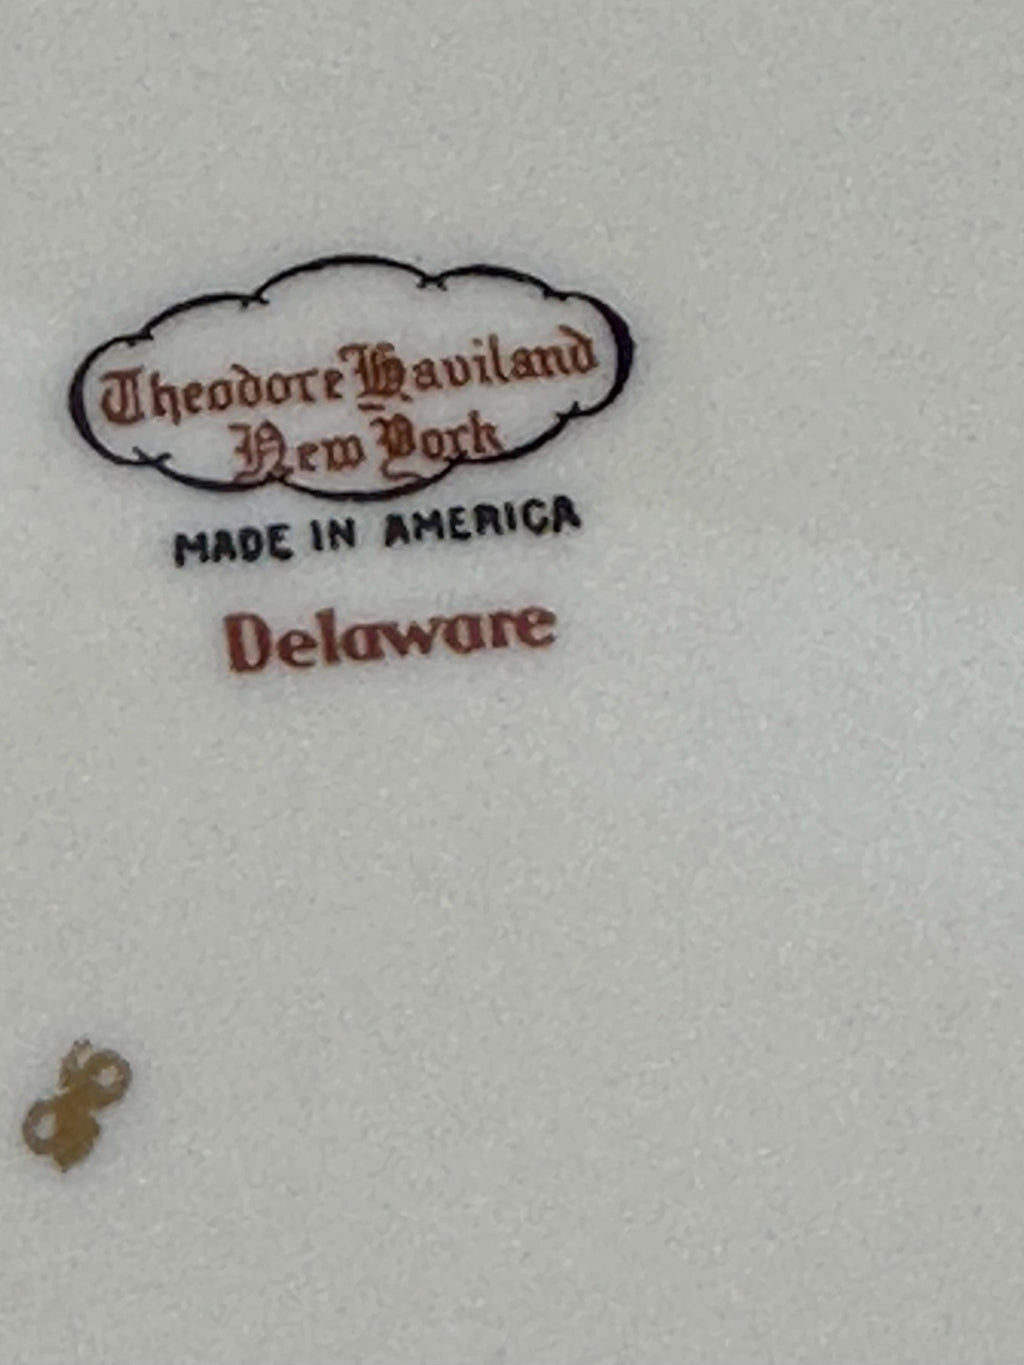 Theodore Haviland
New York
MADE IN AMERICA
Delaware